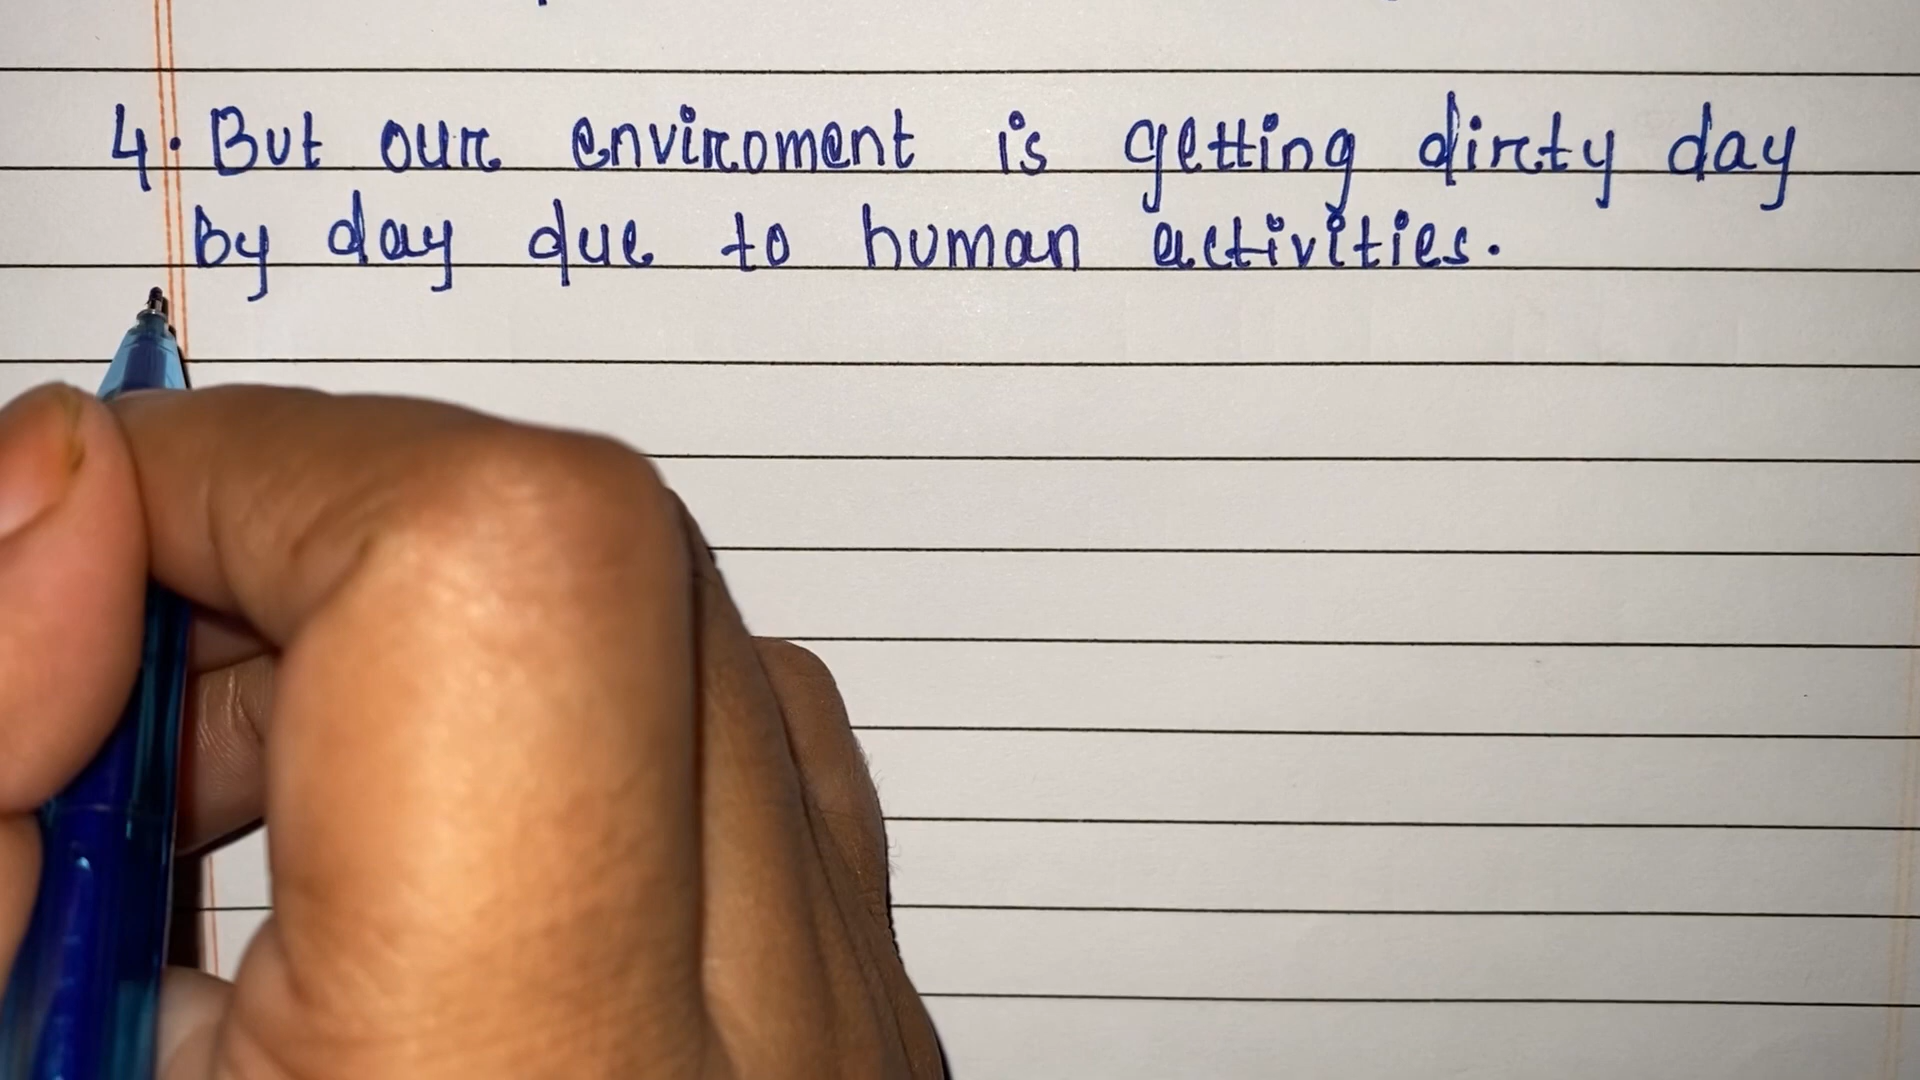 4. But our enviroment is getting dirty day
by day due to human activities.